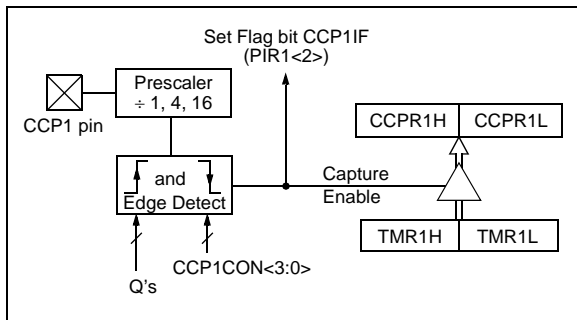 Set Flag bit CCP1IF
(PIR1<2>)
Prescaler
÷ 1, 4, 16
CCP1 pin
CCPR1H CCPR1L
and
Edge Detect
Capture
Enable
TMR1H TMR1L
CCP1CON<3:0>
Q's